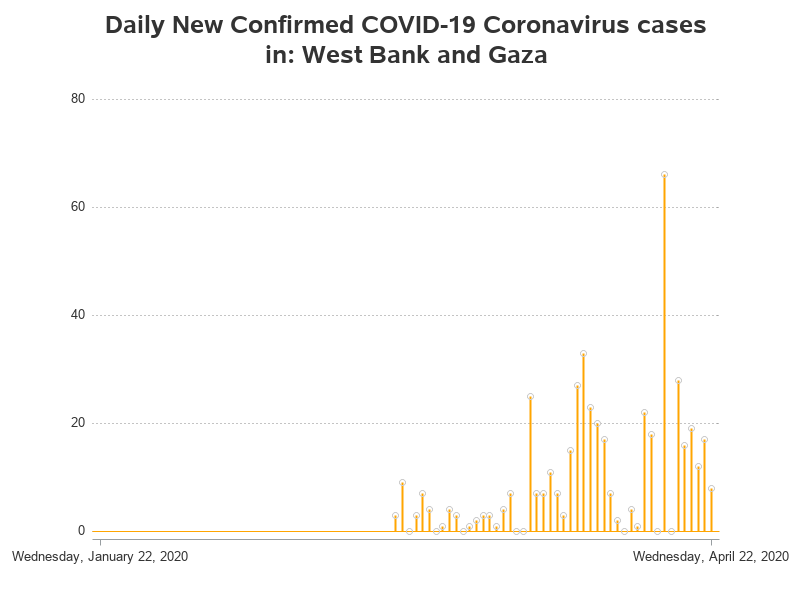 Daily New Confirmed COVID-19 Coronavirus cases
in: West Bank and Gaza
80
60
40
20
0
Wednesday, January 22, 2020
Wednesday, April 22, 2020